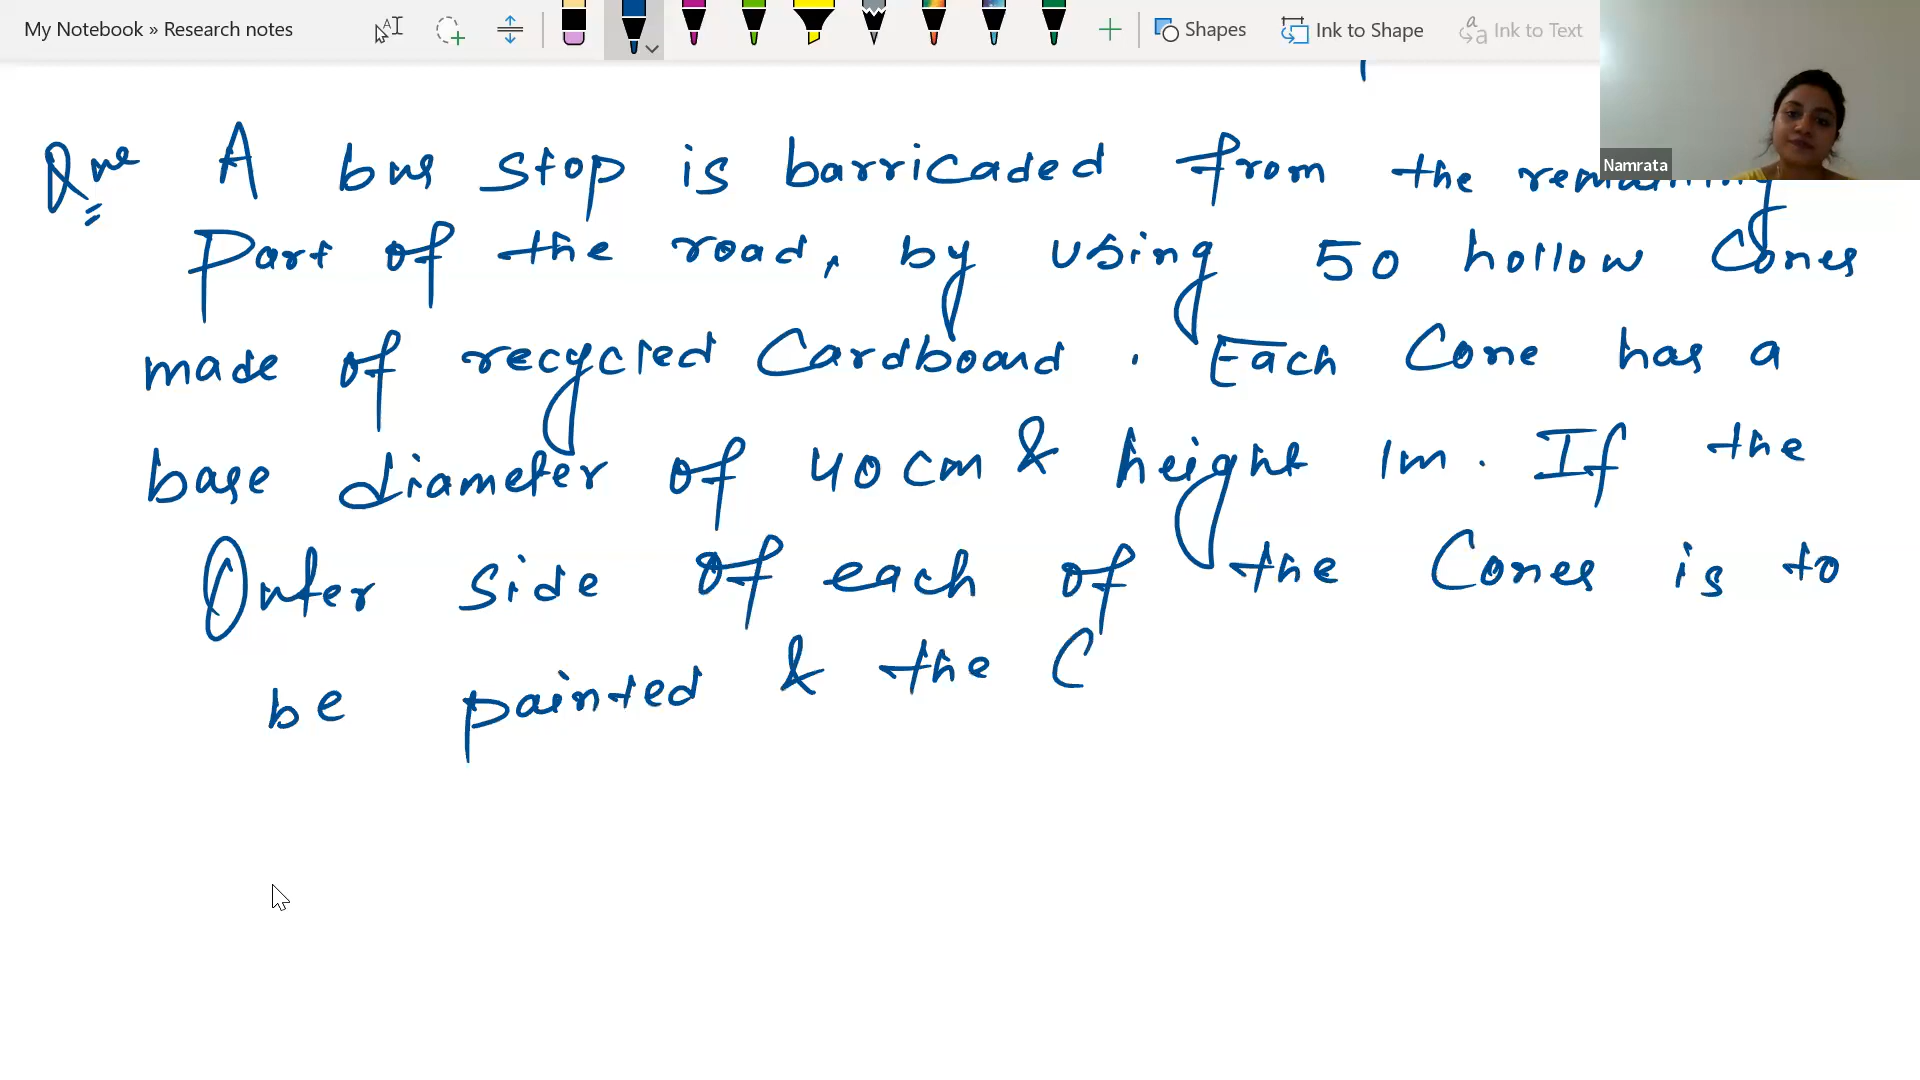 My Notebook » Research notes
Shapes
Ink to Shape
Ink to Text
Namrata
Que A bus stop is barricaded from the remaining
Part of the road, by using 50 hollow Cones
made of recycled Cardboard. Each Cone has a
base diameter of 40 cm & height 1m. If the
Outer side of each of the Cones is to
be painted & the C